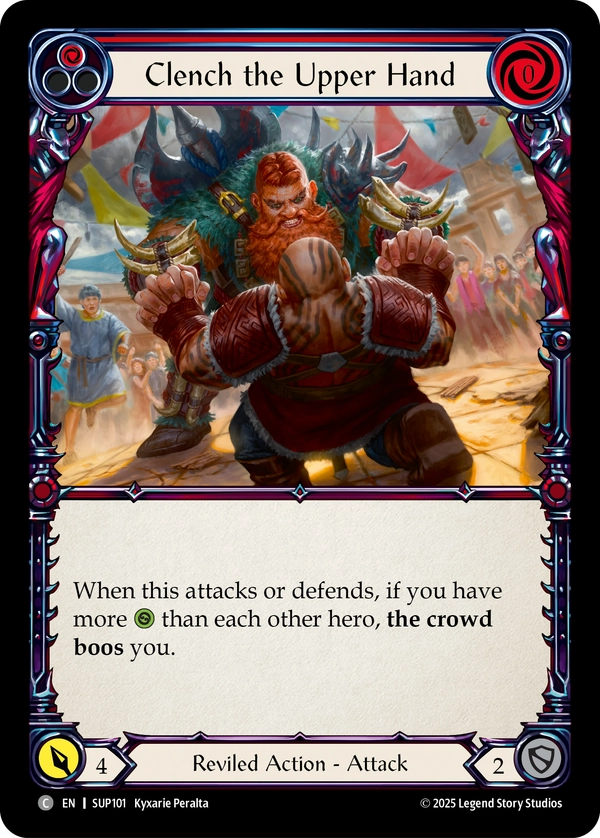 Clench the Upper Hand
0
When this attacks or defends, if you have
more than each other hero, the crowd
boos you.
4
Reviled Action - Attack
2
C EN | SUP101 Kyxarie Peralta
© 2025 Legend Story Studios